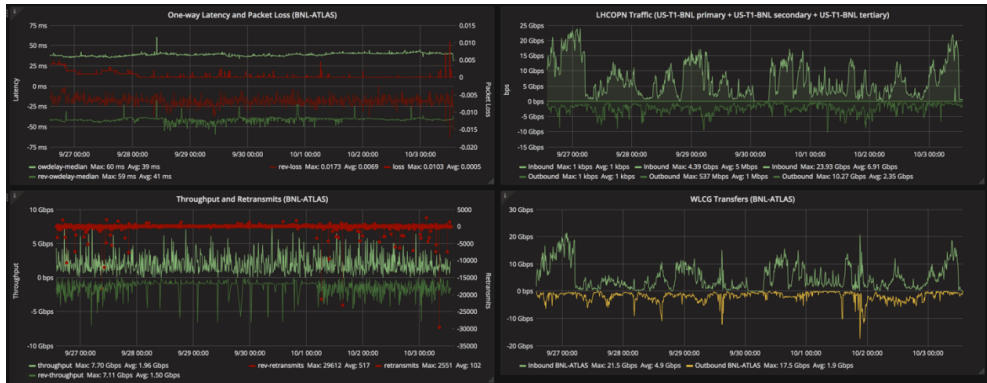 One-way Latency and Packet Loss (BNL-ATLAS)
75 ms
50 ms
25 ms
0 ms
-25 ms
-50 ms
-75 ms
Latency
0.015
0.010
0.005
0
-0.005
-0.010
-0.015
-0.020
Packet Loss
9/27 00:00 9/28 00:00 9/29 00:00 9/30 00:00 10/1 00:00 10/2 00:00 10/3 00:00
owdelay-median Max: 60 ms Avg: 39 ms rev-loss Max: 0.0173 Avg: 0.0069 loss Max: 0.0103 Avg: 0.0005
rev-owdelay-median Max: 59 ms Avg: 41 ms
LHCOPN Traffic (US-T1-BNL primary + US-T1-BNL secondary + US-T1-BNL tertiary)
25 Gbps
20 Gbps
15 Gbps
10 Gbps
5 Gbps
0 bps
-5 Gbps
-10 Gbps
-15 Gbps
bps
9/27 00:00 9/28 00:00 9/29 00:00 9/30 00:00 10/1 00:00 10/2 00:00 10/3 00:00
Inbound Max: 1 kbps Avg: 1 kbps Inbound Max: 4.39 Gbps Avg: 5 Mbps Inbound Max: 23.93 Gbps Avg: 6.91 Gbps
Outbound Max: 1 kbps Avg: 1 kbps Outbound Max: 537 Mbps Avg: 1 Mbps Outbound Max: 10.27 Gbps Avg: 2.35 Gbps
Throughput and Retransmits (BNL-ATLAS)
10 Gbps
5 Gbps
0 bps
-5 Gbps
-10 Gbps
Throughput
5000
0
-5000
-10000
-15000
-20000
-25000
-30000
-35000
Retransmits
9/27 00:00 9/28 00:00 9/29 00:00 9/30 00:00 10/1 00:00 10/2 00:00 10/3 00:00
throughput Max: 7.70 Gbps Avg: 1.96 Gbps rev-retransmits Max: 29612 Avg: 517 retransmits Max: 2551 Avg: 102
rev-throughput Max: 7.11 Gbps Avg: 1.50 Gbps
WLCG Transfers (BNL-ATLAS)
30 Gbps
20 Gbps
10 Gbps
0 bps
-10 Gbps
-20 Gbps
9/27 00:00 9/28 00:00 9/29 00:00 9/30 00:00 10/1 00:00 10/2 00:00 10/3 00:00
Inbound BNL-ATLAS Max: 21.5 Gbps Avg: 4.9 Gbps Outbound BNL-ATLAS Max: 17.5 Gbps Avg: 1.9 Gbps